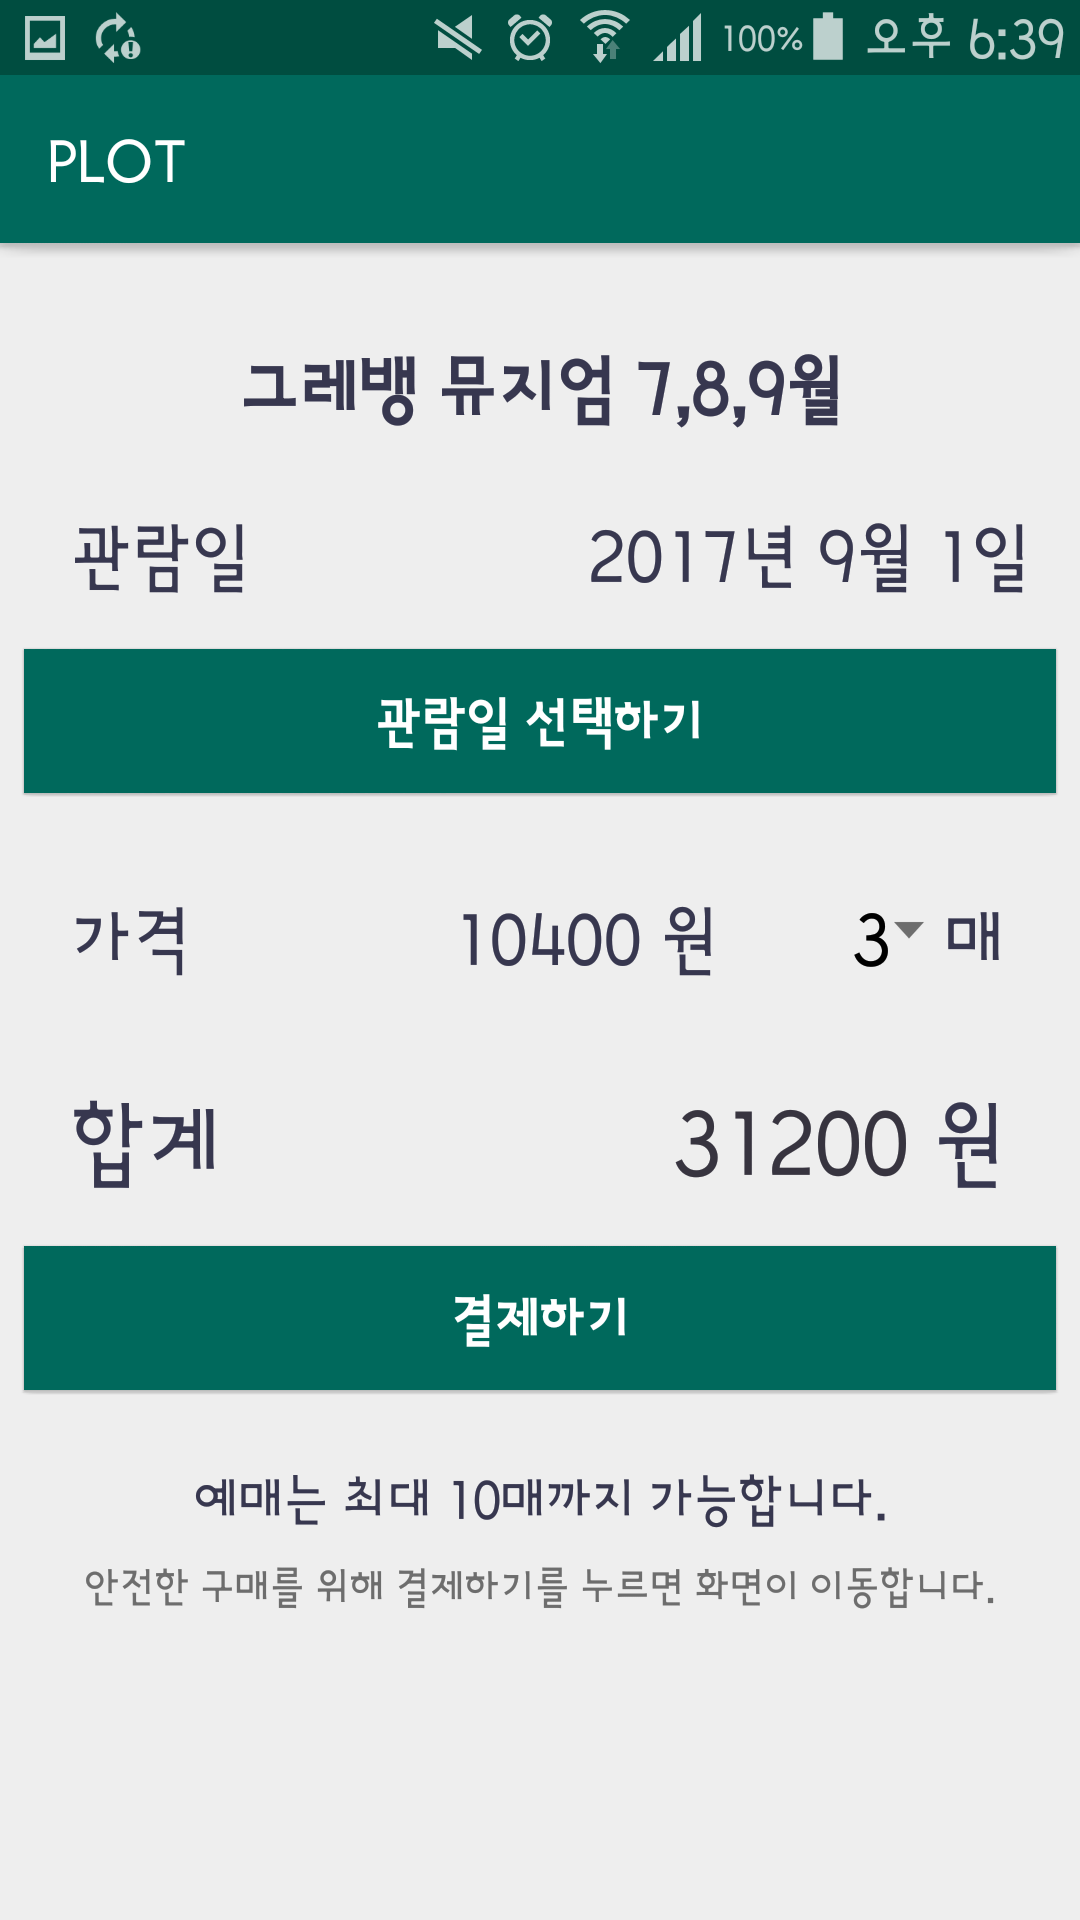 100% 오후 6:39
PLOT
그레뱅 뮤지엄 7,8,9월
관람일 2017년 9월 1일
관람일 선택하기
가격 10400 원 3 매
합계 31200 원
결제하기
예매는 최대 10매까지 가능합니다.
안전한 구매를 위해 결제하기를 누르면 화면이 이동합니다.